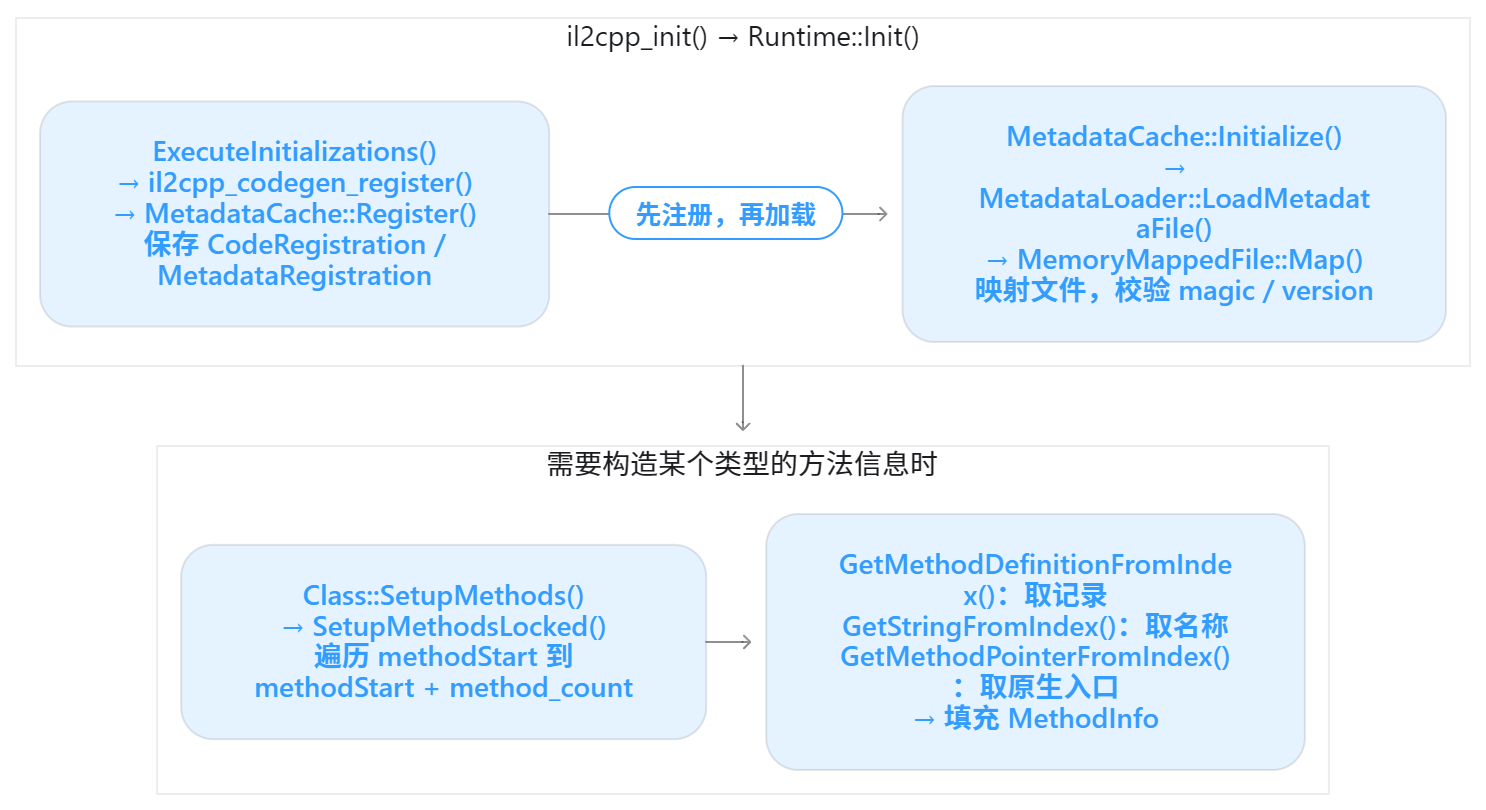 il2cpp_init() → Runtime::Init()
ExecuteInitializations()
→ il2cpp_codegen_register()
→ MetadataCache::Register()
保存 CodeRegistration /
MetadataRegistration
先注册，再加载
MetadataCache::Initialize()
→
MetadataLoader::LoadMetadat
aFile()
→ MemoryMappedFile::Map()
映射文件，校验 magic / version
需要构造某个类型的方法信息时
Class::SetupMethods()
→ SetupMethodsLocked()
遍历 methodStart 到
methodStart + method_count
GetMethodDefinitionFromInde
x()：取记录
GetStringFromIndex()：取名称
GetMethodPointerFromIndex()
：取原生入口
→ 填充 MethodInfo